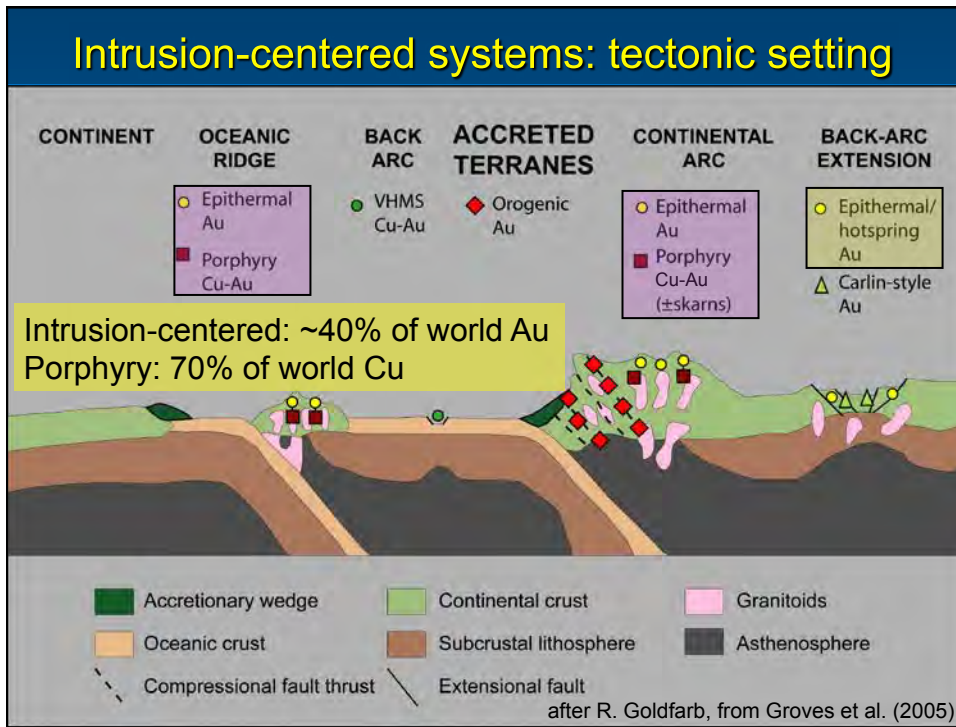 Intrusion-centered systems: tectonic setting
CONTINENT
OCEANIC
RIDGE
BACK
ARC
ACCRETED
TERRANES
CONTINENTAL
ARC
BACK-ARC
EXTENSION
Epithermal
Au
Porphyry
Cu-Au
VHMS
Cu-Au
Orogenic
Au
Epithermal
Au
Porphyry
Cu-Au
(±skarns)
Epithermal/
hotspring
Au
Carlin-style
Au
Intrusion-centered: ~40% of world Au
Porphyry: 70% of world Cu
Accretionary wedge
Continental crust
Granitoids
Oceanic crust
Subcrustal lithosphere
Asthenosphere
Compressional fault thrust
Extensional fault
after R. Goldfarb, from Groves et al. (2005)